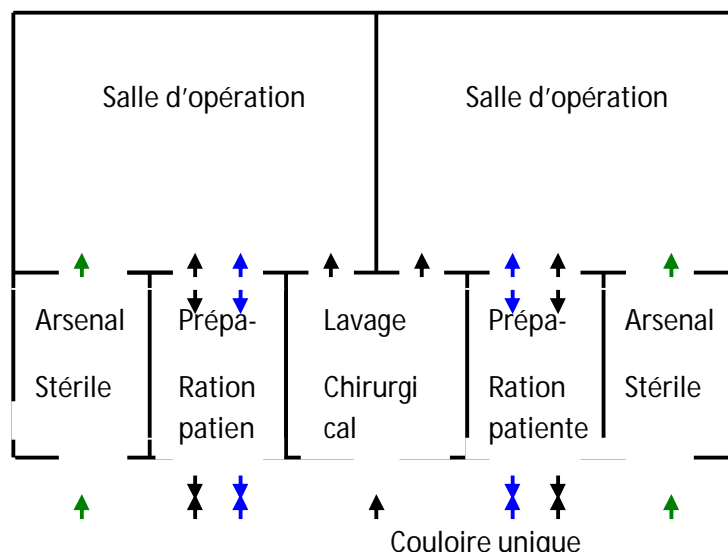 Salle d'opération
Salle d'opération
Arsenal
Stérile
Prépa-
Ration
patien
Lavage
Chirurgi
cal
Prépa-
Ration
patiente
Arsenal
Stérile
Couloire unique